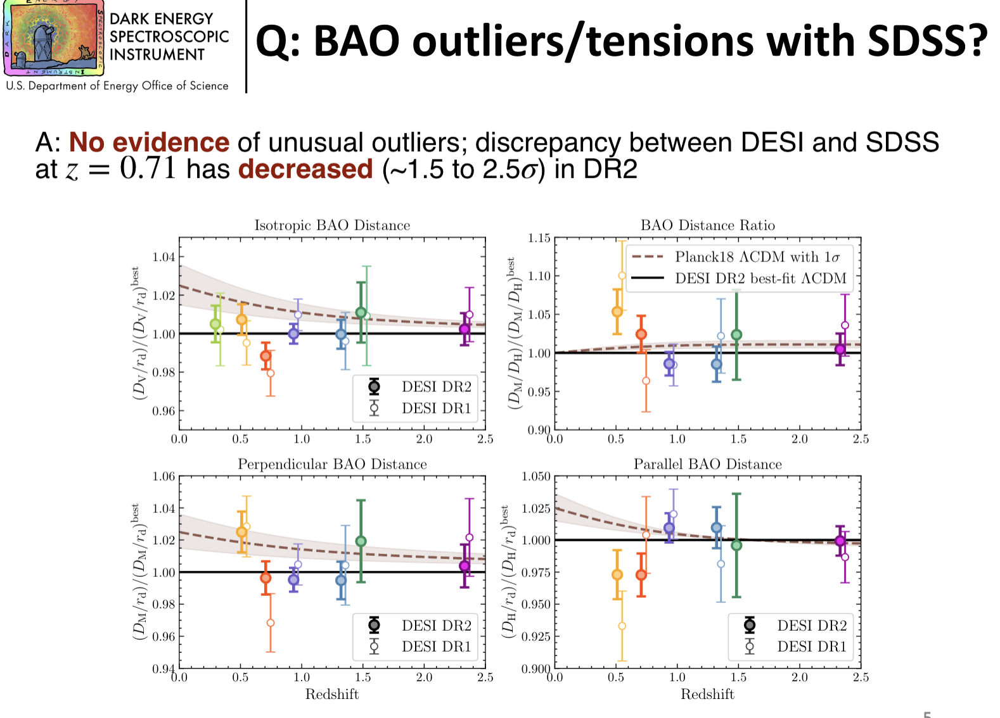 DARK ENERGY
SPECTROSCOPIC
INSTRUMENT
U.S. Department of Energy Office of Science
Q: BAO outliers/tensions with SDSS?
A: No evidence of unusual outliers; discrepancy between DESI and SDSS
at z = 0.71 has decreased (~1.5 to 2.5σ) in DR2
Isotropic BAO Distance
(D_V/r_d)/(D_V/r_d)^best
1.04
1.02
1.00
0.98
0.96
0.0 0.5 1.0 1.5 2.0 2.5
DESI DR2
DESI DR1
BAO Distance Ratio
(D_M/D_H)/(D_M/D_H)^best
1.15
1.10
1.05
1.00
0.95
0.90
0.0 0.5 1.0 1.5 2.0 2.5
Planck18 ΛCDM with 1σ
DESI DR2 best-fit ΛCDM
Perpendicular BAO Distance
(D_M/r_d)/(D_M/r_d)^best
1.06
1.04
1.02
1.00
0.98
0.96
0.94
0.0 0.5 1.0 1.5 2.0 2.5
Redshift
DESI DR2
DESI DR1
Parallel BAO Distance
(D_H/r_d)/(D_H/r_d)^best
1.050
1.025
1.000
0.975
0.950
0.925
0.900
0.0 0.5 1.0 1.5 2.0 2.5
Redshift
DESI DR2
DESI DR1